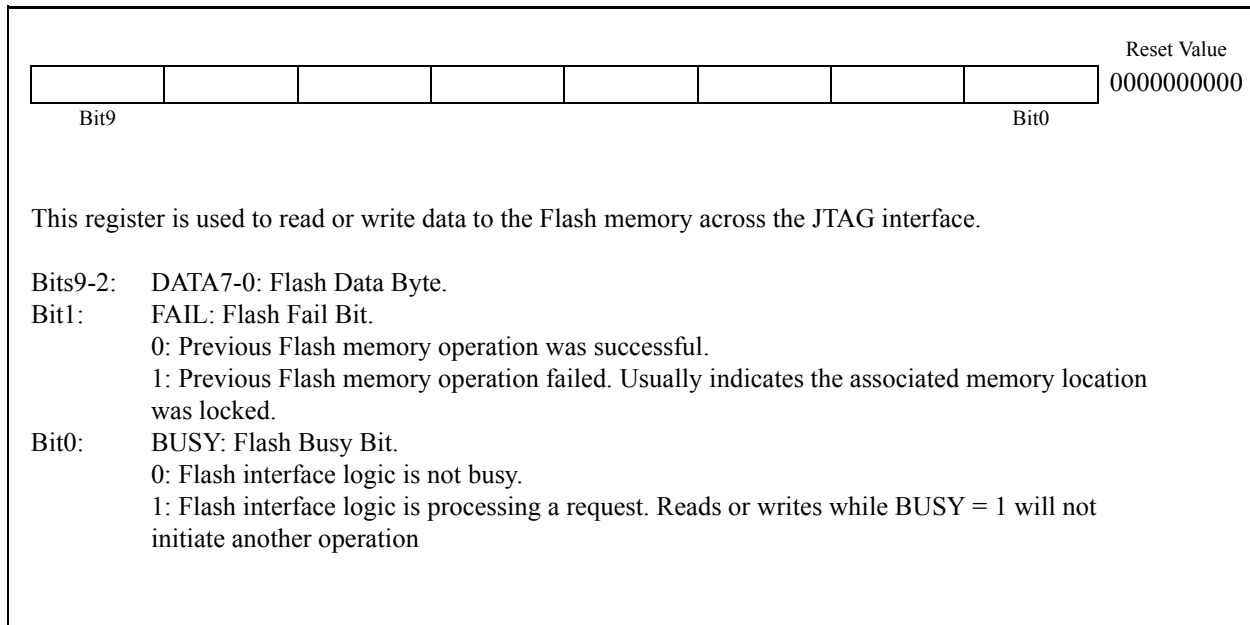 Reset Value
0000000000
Bit9 Bit0
This register is used to read or write data to the Flash memory across the JTAG interface.
Bits9-2: DATA7-0: Flash Data Byte.
Bit1: FAIL: Flash Fail Bit.
0: Previous Flash memory operation was successful.
1: Previous Flash memory operation failed. Usually indicates the associated memory location
was locked.
Bit0: BUSY: Flash Busy Bit.
0: Flash interface logic is not busy.
1: Flash interface logic is processing a request. Reads or writes while BUSY = 1 will not
initiate another operation